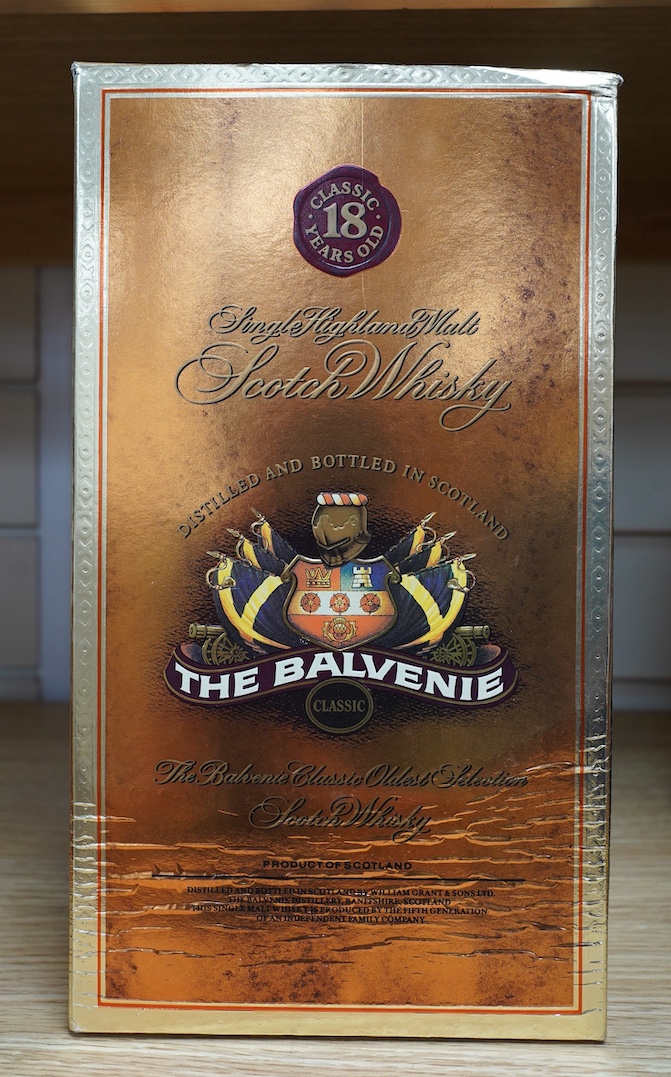 CLASSIC
18
YEARS OLD
Single Highland Malt
Scotch Whisky
DISTILLED AND BOTTLED IN SCOTLAND
THE BALVENIE
CLASSIC
The Balvenie Classic Oldest Selection
Scotch Whisky
PRODUCT OF SCOTLAND
DISTILLED AND BOTTLED IN SCOTLAND BY WILLIAM GRANT & SONS LTD.
THE BALVENIE DISTILLERY, BANFFSHIRE, SCOTLAND
THIS SINGLE MALT WHISKY IS PRODUCED BY THE FIFTH GENERATION
OF AN INDEPENDENT FAMILY COMPANY